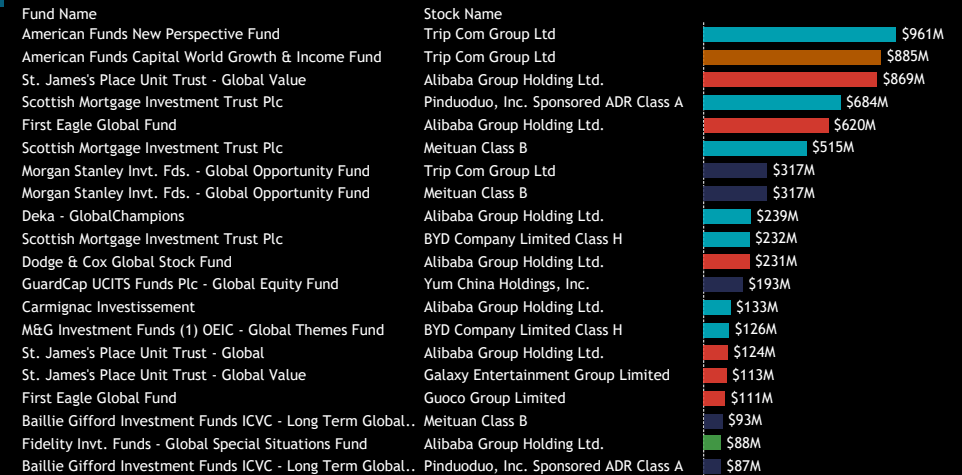 Fund Name Stock Name
American Funds New Perspective Fund Trip Com Group Ltd $961M
American Funds Capital World Growth & Income Fund Trip Com Group Ltd $885M
St. James's Place Unit Trust - Global Value Alibaba Group Holding Ltd. $869M
Scottish Mortgage Investment Trust Plc Pinduoduo, Inc. Sponsored ADR Class A $684M
First Eagle Global Fund Alibaba Group Holding Ltd. $620M
Scottish Mortgage Investment Trust Plc Meituan Class B $515M
Morgan Stanley Invt. Fds. - Global Opportunity Fund Trip Com Group Ltd $317M
Morgan Stanley Invt. Fds. - Global Opportunity Fund Meituan Class B $317M
Deka - GlobalChampions Alibaba Group Holding Ltd. $239M
Scottish Mortgage Investment Trust Plc BYD Company Limited Class H $232M
Dodge & Cox Global Stock Fund Alibaba Group Holding Ltd. $231M
GuardCap UCITS Funds Plc - Global Equity Fund Yum China Holdings, Inc. $193M
Carmignac Investissement Alibaba Group Holding Ltd. $133M
M&G Investment Funds (1) OEIC - Global Themes Fund BYD Company Limited Class H $126M
St. James's Place Unit Trust - Global Alibaba Group Holding Ltd. $124M
St. James's Place Unit Trust - Global Value Galaxy Entertainment Group Limited $113M
First Eagle Global Fund Guoco Group Limited $111M
Baillie Gifford Investment Funds ICVC - Long Term Global.. Meituan Class B $93M
Fidelity Invt. Funds - Global Special Situations Fund Alibaba Group Holding Ltd. $88M
Baillie Gifford Investment Funds ICVC - Long Term Global.. Pinduoduo, Inc. Sponsored ADR Class A $87M